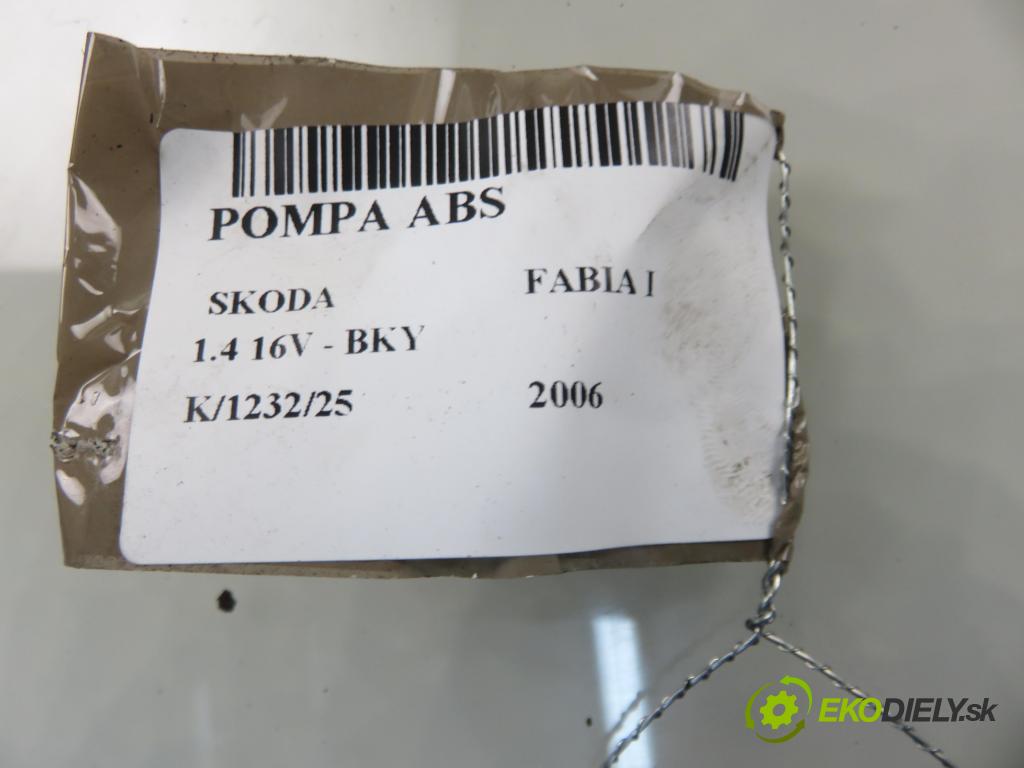 POMPA ABS
SKODA FABIA I
1.4 16V - BKY
K/1232/25 2006
EKODIELY.sk